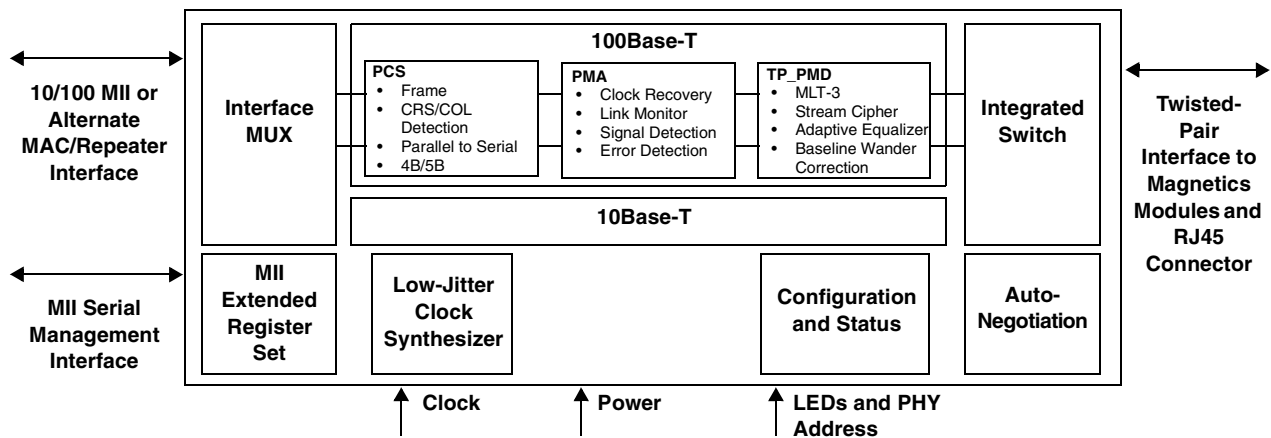 10/100 MII or
Alternate
MAC/Repeater
Interface
MII Serial
Management
Interface
Interface
MUX
100Base-T
PCS
• Frame
• CRS/COL
Detection
• Parallel to Serial
• 4B/5B
PMA
• Clock Recovery
• Link Monitor
• Signal Detection
• Error Detection
TP_PMD
• MLT-3
• Stream Cipher
• Adaptive Equalizer
• Baseline Wander
Correction
10Base-T
Integrated
Switch
MII
Extended
Register
Set
Low-Jitter
Clock
Synthesizer
Configuration
and Status
Auto-
Negotiation
Twisted-
Pair
Interface to
Magnetics
Modules and
RJ45
Connector
Clock
Power
LEDs and PHY
Address